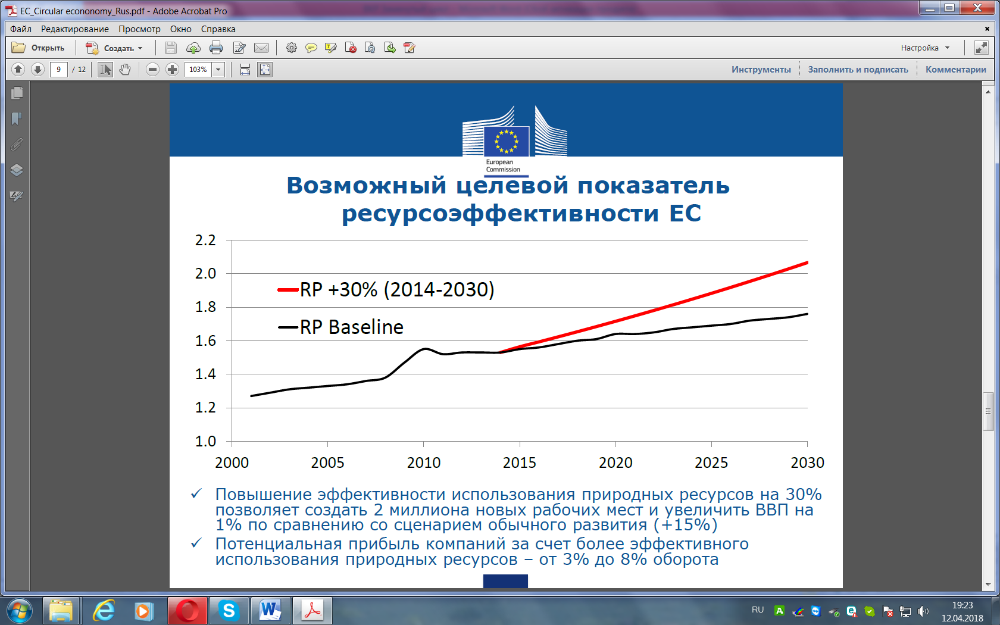 EC_Circular econonomy_Rus.pdf - Adobe Acrobat Pro
Файл Редактирование Просмотр Окно Справка
Открыть Создать Настройка
9 / 12 103% Инструменты Заполнить и подписать Комментарии
European
Commission
Возможный целевой показатель
ресурсоэффективности ЕС
2.2
2.0
RP +30% (2014-2030)
1.8
RP Baseline
1.6
1.4
1.2
1.0
2000 2005 2010 2015 2020 2025 2030
✓ Повышение эффективности использования природных ресурсов на 30%
позволяет создать 2 миллиона новых рабочих мест и увеличить ВВП на
1% по сравнению со сценарием обычного развития (+15%)
✓ Потенциальная прибыль компаний за счет более эффективного
использования природных ресурсов – от 3% до 8% оборота
RU 19:23
12.04.2018